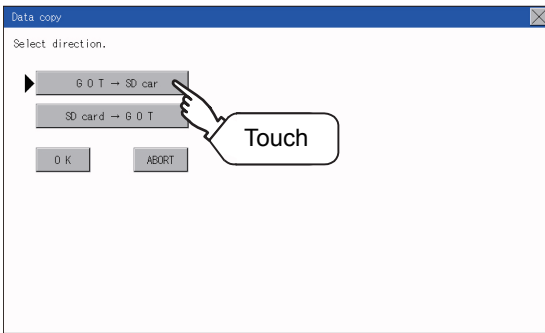 Data copy
Select direction.
G O T → SD car
SD card → G O T
O K
ABORT
Touch